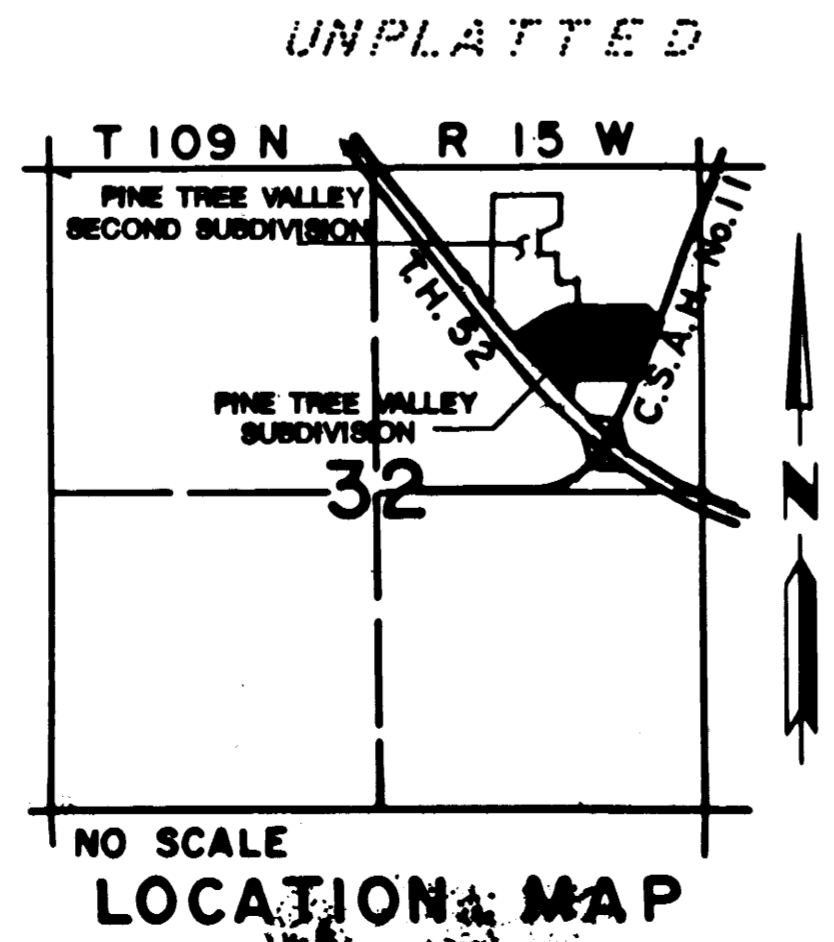 UNPLATTED
T 109 N R 15 W
PINE TREE VALLEY
SECOND SUBDIVISION
T.H. 52
C.S.A.H. No. 11
PINE TREE VALLEY
SUBDIVISION
32
N
NO SCALE
LOCATION MAP